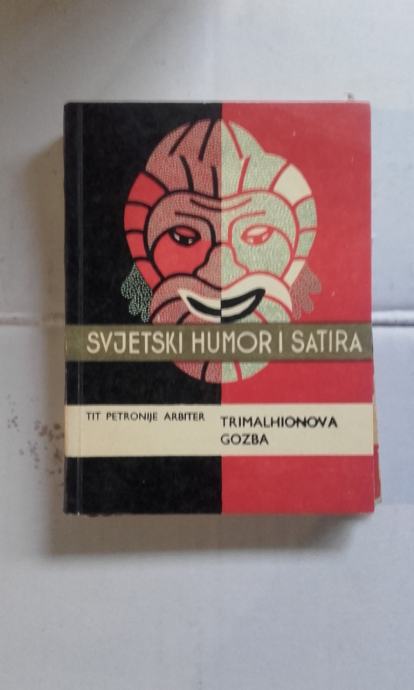 SVJETSKI HUMOR I SATIRA
TIT PETRONIJE ARBITER
TRIMALHIONOVA
GOZBA